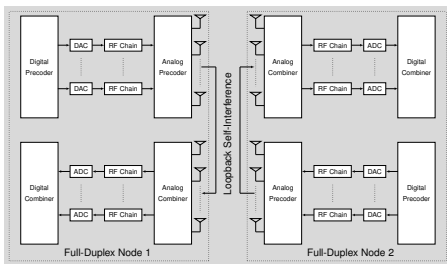 Digital Precoder
DAC
RF Chain
Analog Precoder
DAC
RF Chain
Digital Combiner
ADC
RF Chain
Analog Combiner
ADC
RF Chain
Full-Duplex Node 1
Loopback Self-Interference
Analog Combiner
RF Chain
ADC
Digital Combiner
RF Chain
ADC
Analog Precoder
RF Chain
DAC
Digital Precoder
RF Chain
DAC
Full-Duplex Node 2